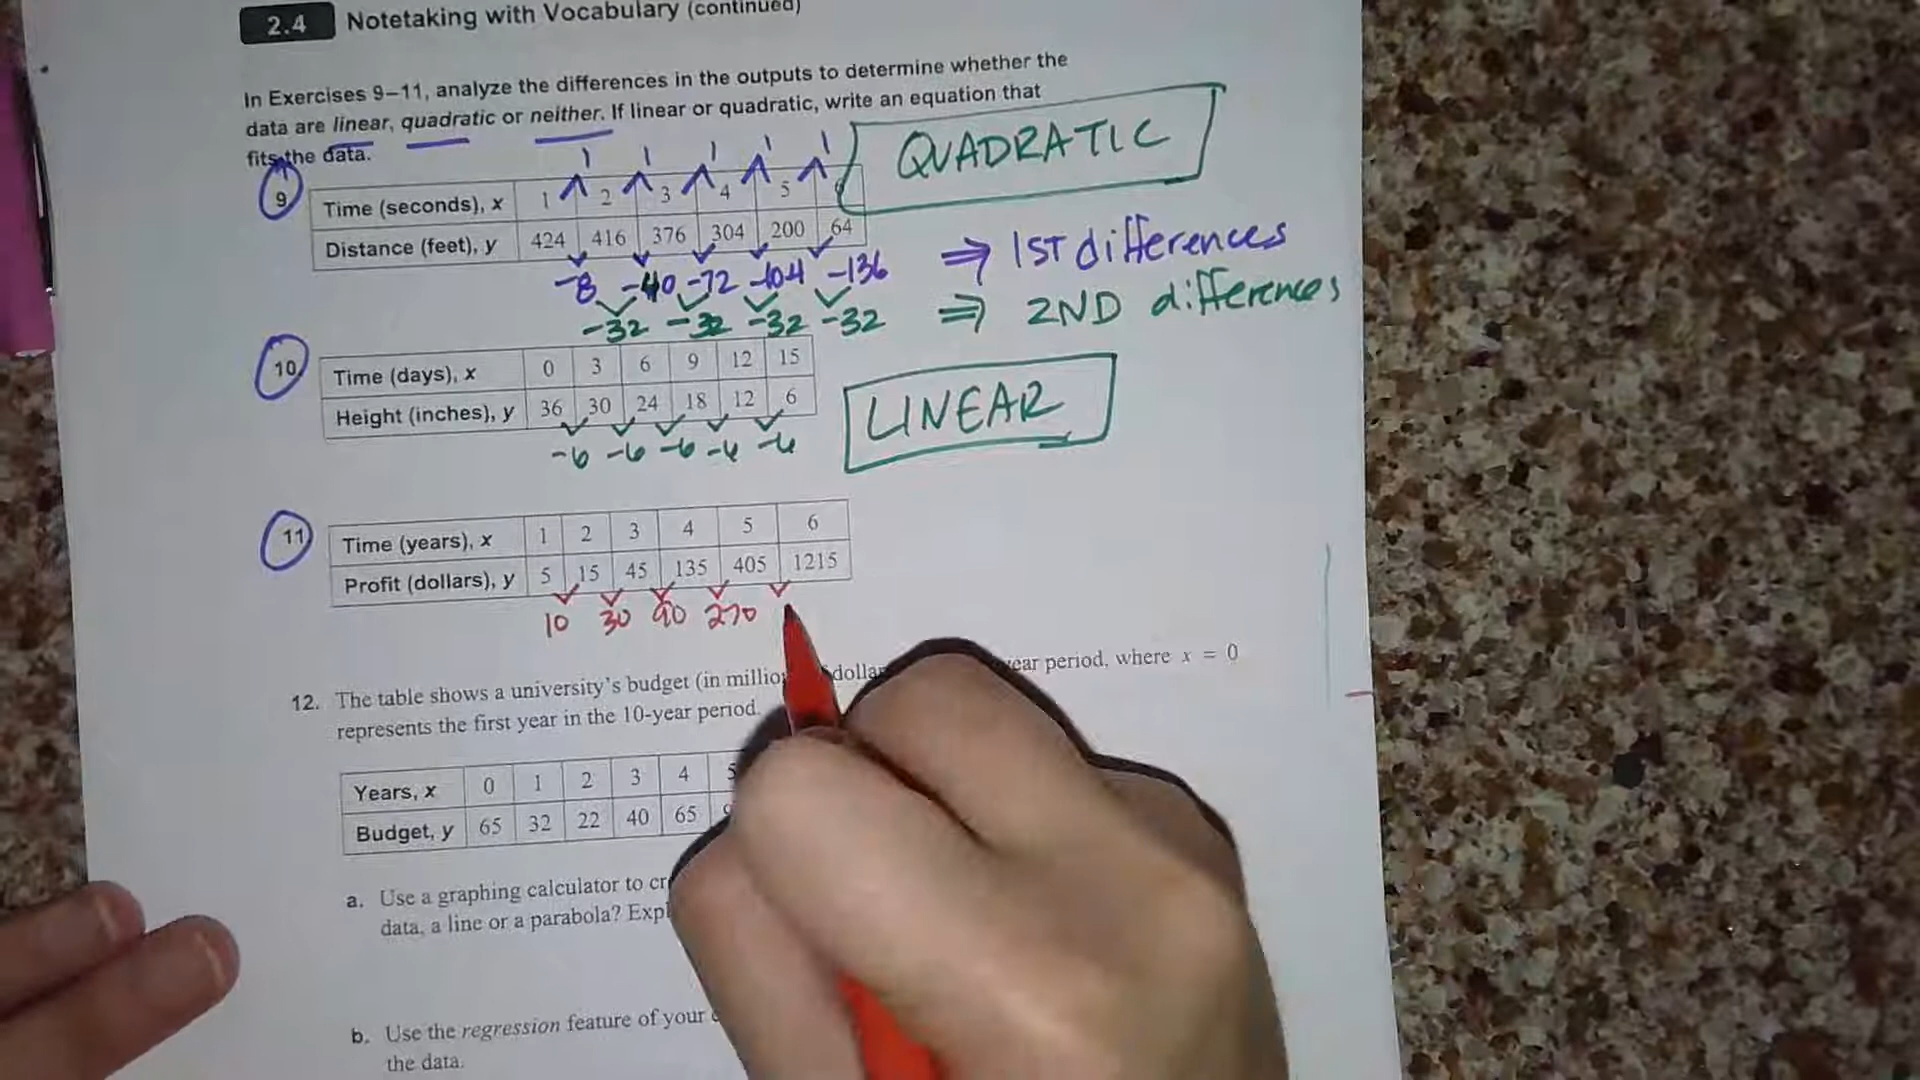 2.4 Notetaking with Vocabulary (continued)
In Exercises 9–11, analyze the differences in the outputs to determine whether the
data are linear, quadratic or neither. If linear or quadratic, write an equation that
fits the data.
1 1 1 1 1
QUADRATIC
9 Time (seconds), x 1 2 3 4 5
Distance (feet), y 424 416 376 304 200 64
-8 -40 -72 -104 -136 ⇒ 1ST differences
-32 -32 -32 -32 ⇒ 2ND differences
10 Time (days), x 0 3 6 9 12 15
Height (inches), y 36 30 24 18 12 6
LINEAR
-6 -6 -6 -6 -6
11 Time (years), x 1 2 3 4 5 6
Profit (dollars), y 5 15 45 135 405 1215
10 30 90 270
12. The table shows a university's budget (in period, where x = 0
represents the first year in the 10-year period.
Years, x 0 1 2 3 4 5
Budget, y 65 32 22 40 65
a. Use a graphing calculator to
data, a line or a parabola?
b. Use the regression feature of your
the data.